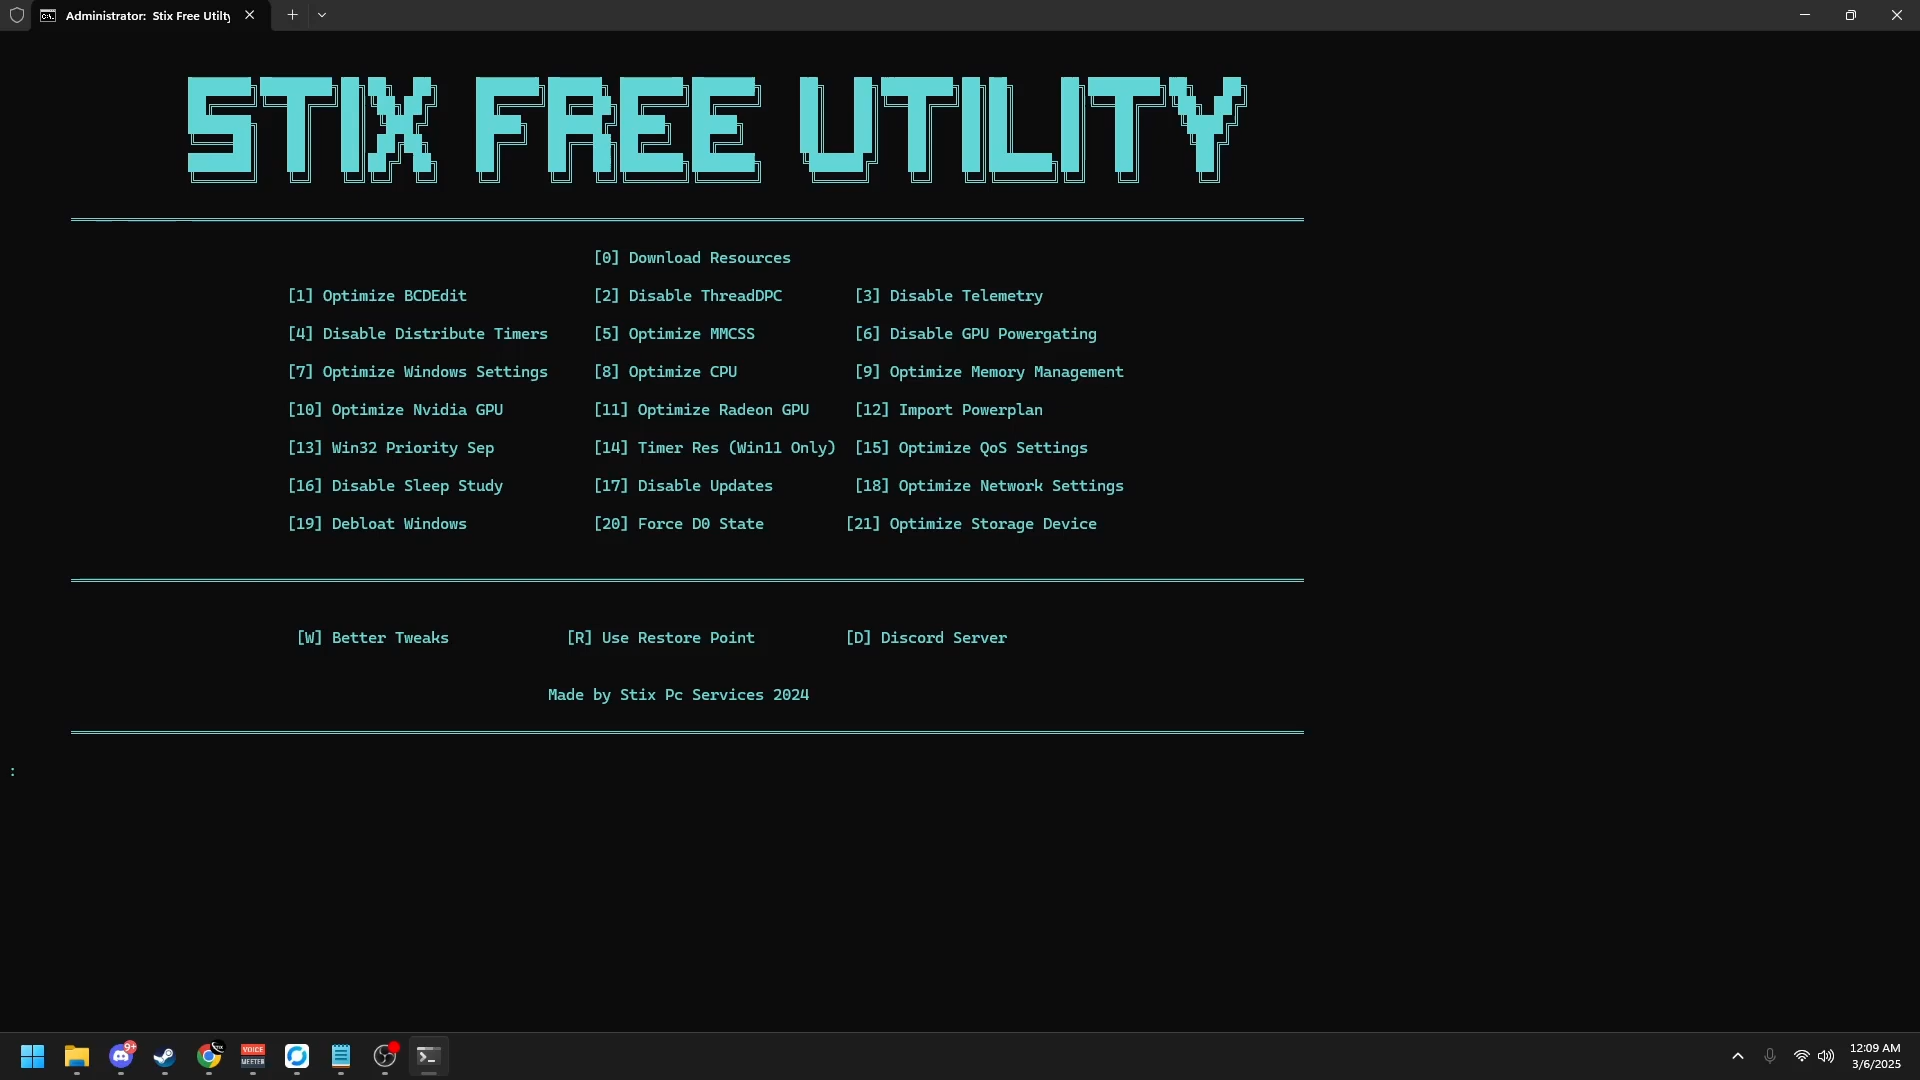 Administrator: Stix Free Utilty
STIX FREE UTILITY
[0] Download Resources
[1] Optimize BCDEdit [2] Disable ThreadDPC [3] Disable Telemetry
[4] Disable Distribute Timers [5] Optimize MMCSS [6] Disable GPU Powergating
[7] Optimize Windows Settings [8] Optimize CPU [9] Optimize Memory Management
[10] Optimize Nvidia GPU [11] Optimize Radeon GPU [12] Import Powerplan
[13] Win32 Priority Sep [14] Timer Res (Win11 Only) [15] Optimize QoS Settings
[16] Disable Sleep Study [17] Disable Updates [18] Optimize Network Settings
[19] Debloat Windows [20] Force D0 State [21] Optimize Storage Device
[W] Better Tweaks [R] Use Restore Point [D] Discord Server
Made by Stix Pc Services 2024
:
9+
VOICE
MEETER
12:09 AM
3/6/2025